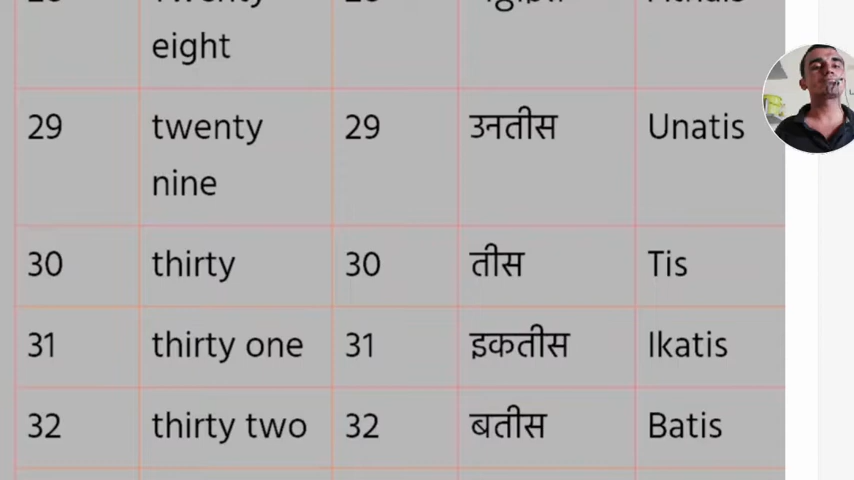 eight
29 twenty 29 उनतीस Unatis
nine
30 thirty 30 तीस Tis
31 thirty one 31 इकतीस Ikatis
32 thirty two 32 बतीस Batis